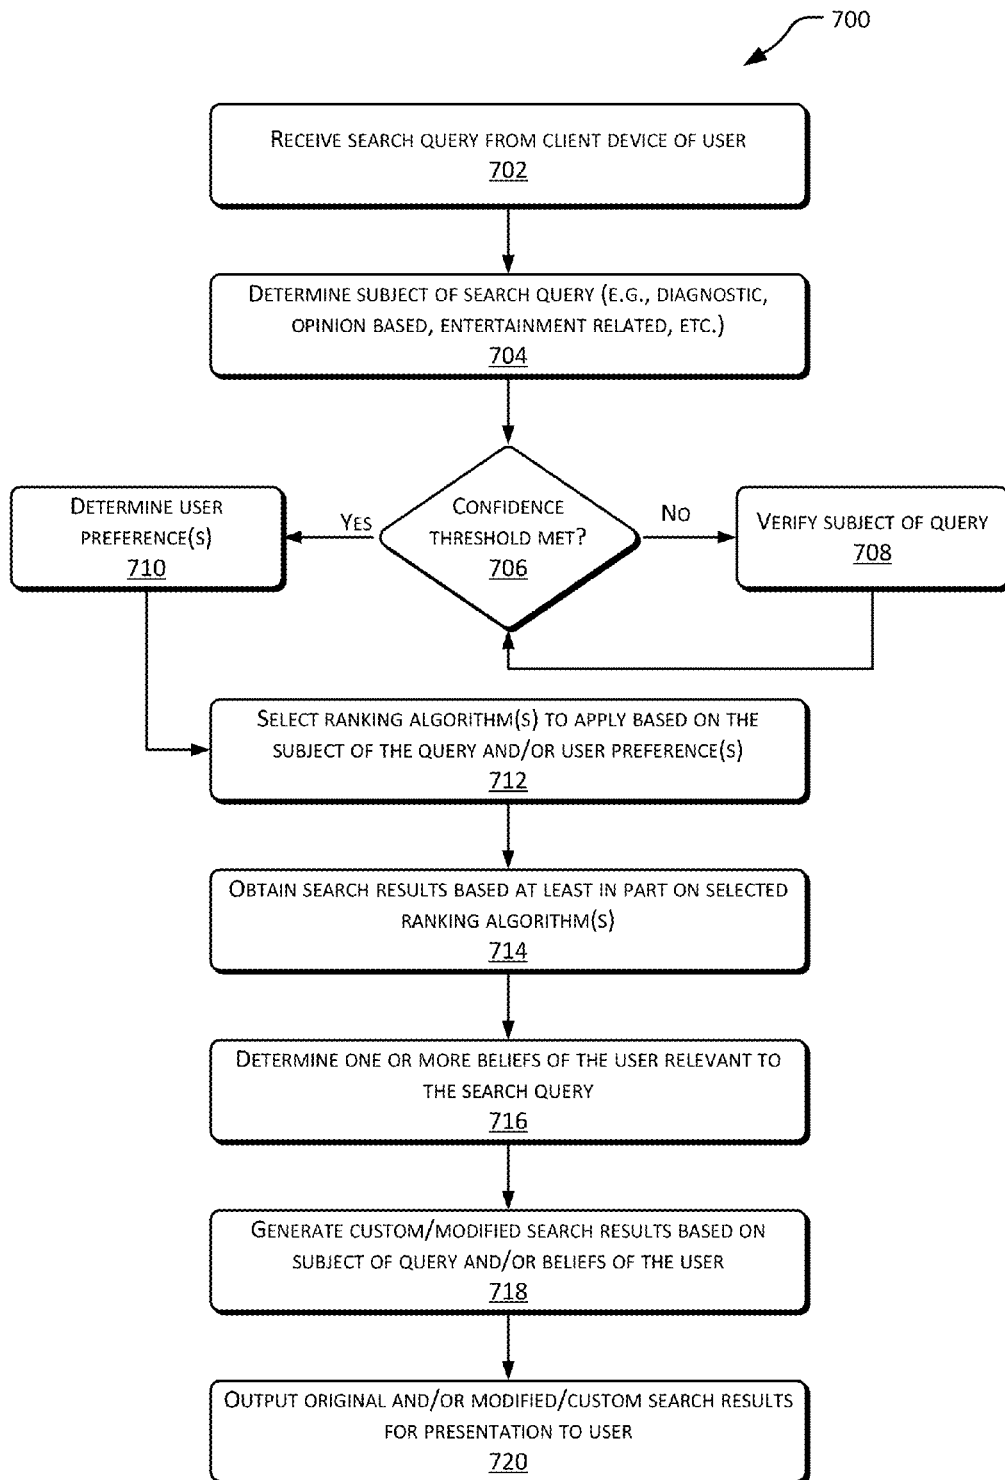 700
RECEIVE SEARCH QUERY FROM CLIENT DEVICE OF USER
702
DETERMINE SUBJECT OF SEARCH QUERY (E.G., DIAGNOSTIC,
OPINION BASED, ENTERTAINMENT RELATED, ETC.)
704
CONFIDENCE
THRESHOLD MET?
706
YES
NO
DETERMINE USER
PREFERENCE(S)
710
VERIFY SUBJECT OF QUERY
708
SELECT RANKING ALGORITHM(S) TO APPLY BASED ON THE
SUBJECT OF THE QUERY AND/OR USER PREFERENCE(S)
712
OBTAIN SEARCH RESULTS BASED AT LEAST IN PART ON SELECTED
RANKING ALGORITHM(S)
714
DETERMINE ONE OR MORE BELIEFS OF THE USER RELEVANT TO
THE SEARCH QUERY
716
GENERATE CUSTOM/MODIFIED SEARCH RESULTS BASED ON
SUBJECT OF QUERY AND/OR BELIEFS OF THE USER
718
OUTPUT ORIGINAL AND/OR MODIFIED/CUSTOM SEARCH RESULTS
FOR PRESENTATION TO USER
720